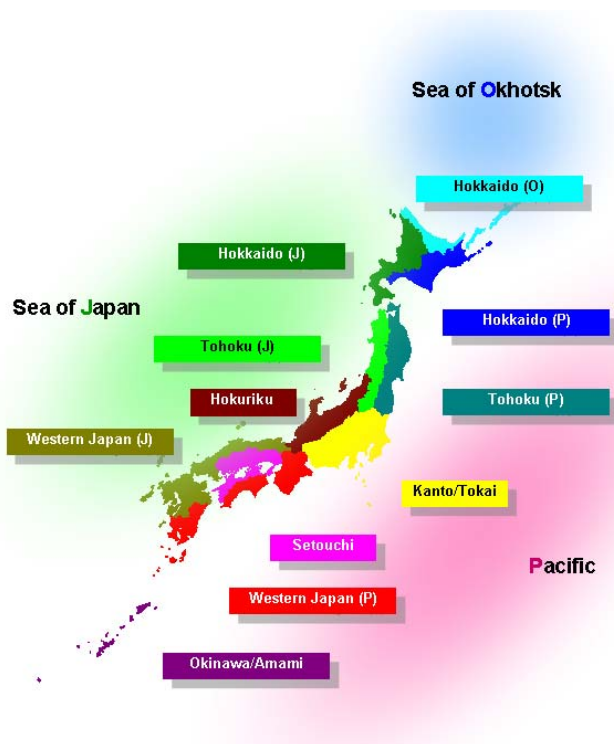 Sea of Okhotsk
Hokkaido (O)
Hokkaido (J)
Sea of Japan
Hokkaido (P)
Tohoku (J)
Hokuriku
Tohoku (P)
Western Japan (J)
Kanto/Tokai
Setouchi
Pacific
Western Japan (P)
Okinawa/Amami